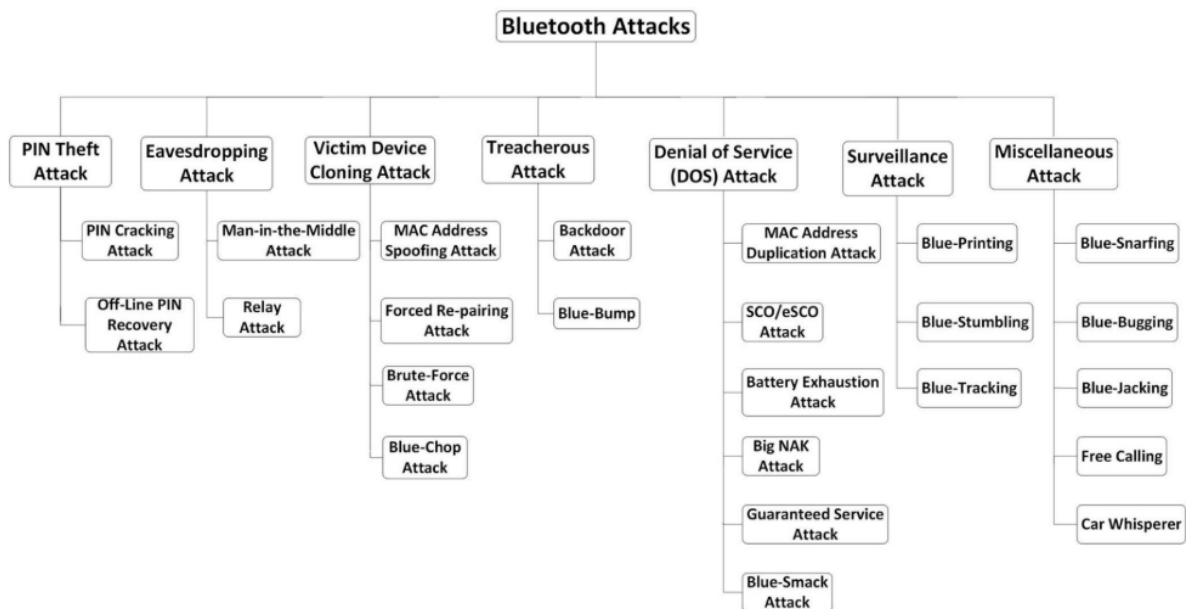 Bluetooth Attacks
PIN Theft
Attack
Eavesdropping
Attack
Victim Device
Cloning Attack
Treacherous
Attack
Denial of Service
(DOS) Attack
Surveillance
Attack
Miscellaneous
Attack
PIN Cracking
Attack
Off-Line PIN
Recovery
Attack
Man-in-the-Middle
Attack
Relay
Attack
MAC Address
Spoofing Attack
Forced Re-pairing
Attack
Brute-Force
Attack
Blue-Chop
Attack
Backdoor
Attack
Blue-Bump
MAC Address
Duplication Attack
SCO/eSCO
Attack
Battery Exhaustion
Attack
Big NAK
Attack
Guaranteed Service
Attack
Blue-Smack
Attack
Blue-Printing
Blue-Stumbling
Blue-Tracking
Blue-Snarfing
Blue-Bugging
Blue-Jacking
Free Calling
Car Whisperer